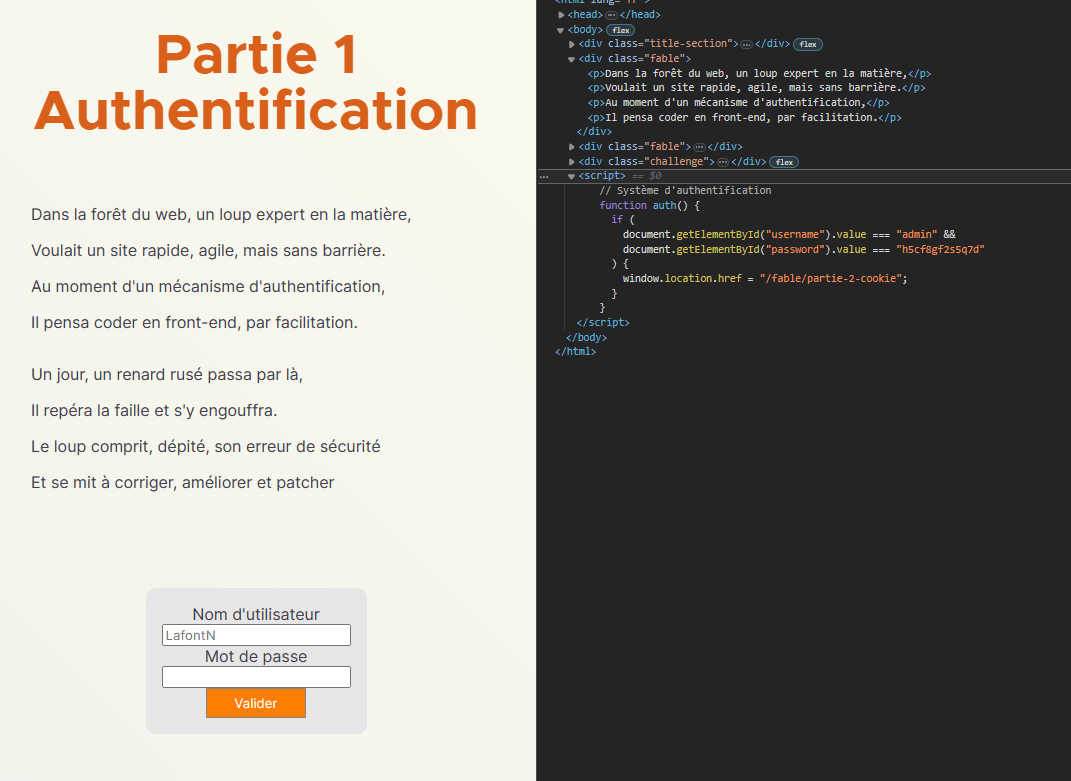 Partie 1
Authentification
Dans la forêt du web, un loup expert en la matière,
Voulait un site rapide, agile, mais sans barrière.
Au moment d'un mécanisme d'authentification,
Il pensa coder en front-end, par facilitation.
Un jour, un renard rusé passa par là,
Il repéra la faille et s'y engouffra.
Le loup comprit, dépité, son erreur de sécurité
Et se mit à corriger, améliorer et patcher
Nom d'utilisateur
LafontN
Mot de passe
Valider
<head>…</head>
<body> flex
<div class="title-section">…</div> flex
<div class="fable">
<p>Dans la forêt du web, un loup expert en la matière,</p>
<p>Voulait un site rapide, agile, mais sans barrière.</p>
<p>Au moment d'un mécanisme d'authentification,</p>
<p>Il pensa coder en front-end, par facilitation.</p>
</div>
<div class="fable">…</div>
<div class="challenge">…</div> flex
… <script> == $0
// Système d'authentification
function auth() {
if (
document.getElementById("username").value === "admin" &&
document.getElementById("password").value === "h5cf8gf2s5q7d"
) {
window.location.href = "/fable/partie-2-cookie";
}
}
</script>
</body>
</html>